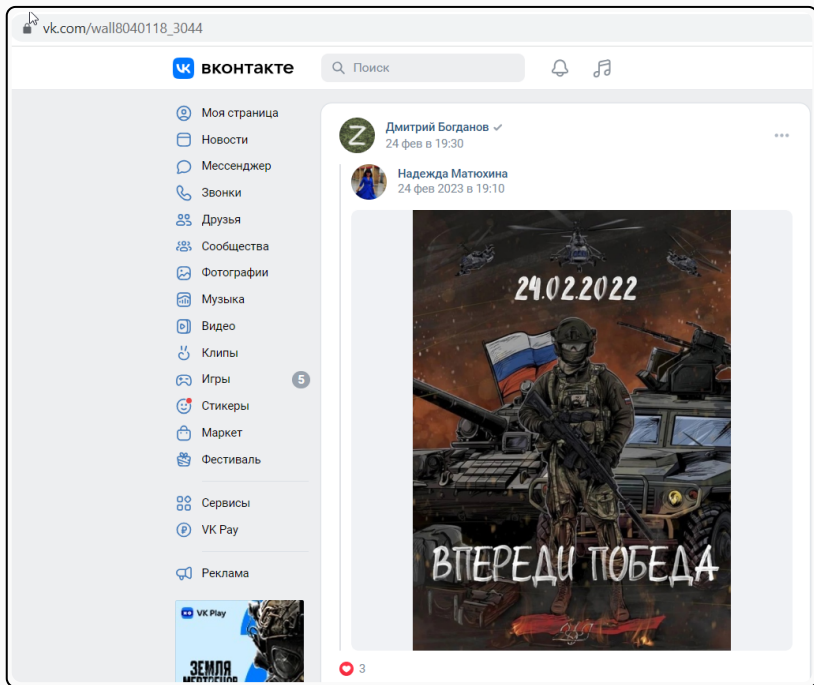 vk.com/wall8040118_3044
вконтакте
Поиск
Моя страница
Новости
Мессенджер
Звонки
Друзья
Сообщества
Фотографии
Музыка
Видео
Клипы
Игры
5
Стикеры
Маркет
Фестиваль
Сервисы
VK Pay
Реклама
VK Play
ЗЕМЛЯ
МЕРТВЕЦОВ
Z
Дмитрий Богданов
24 фев в 19:30
Надежда Матюхина
24 фев 2023 в 19:10
24.02.2022
ВПЕРЕДИ ПОБЕДА
3